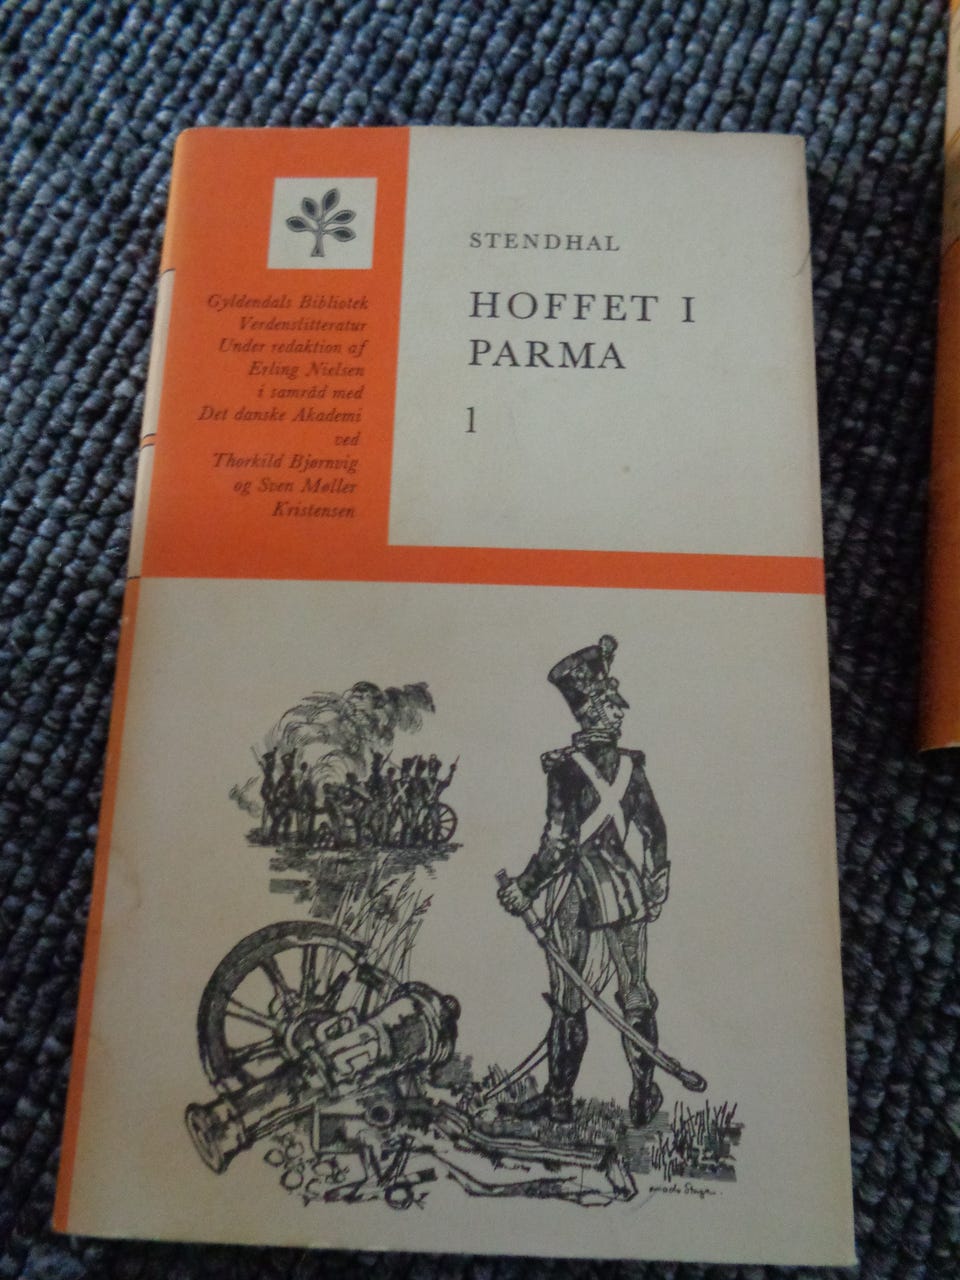 STENDHAL
HOFFET I
PARMA
1
Gyldendals Bibliotek
Verdenslitteratur
Under redaktion af
Erling Nielsen
i samråd med
Det danske Akademi
ved
Thorkild Bjørnvig
og Sven Møller
Kristensen